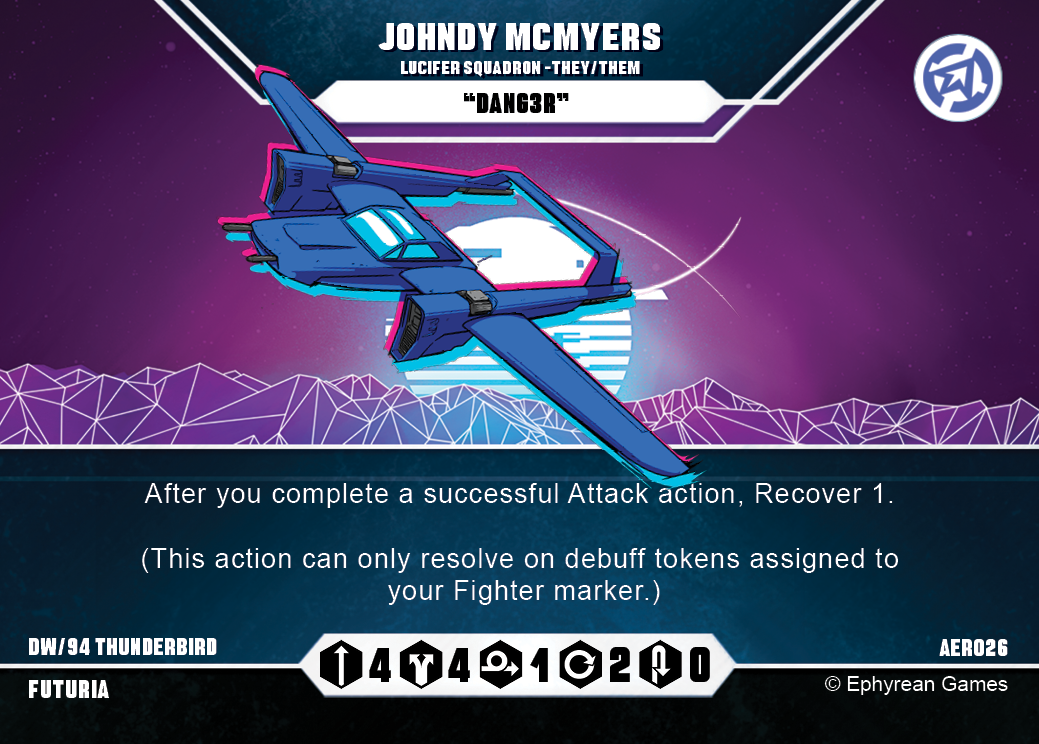 JOHNDY MCMYERS
LUCIFER SQUADRON -THEY/THEM
“DANG3R”
After you complete a successful Attack action, Recover 1.
(This action can only resolve on debuff tokens assigned to
your Fighter marker.)
DW/94 THUNDERBIRD
4 4 1 2 0
AER026
FUTURIA
© Ephyrean Games